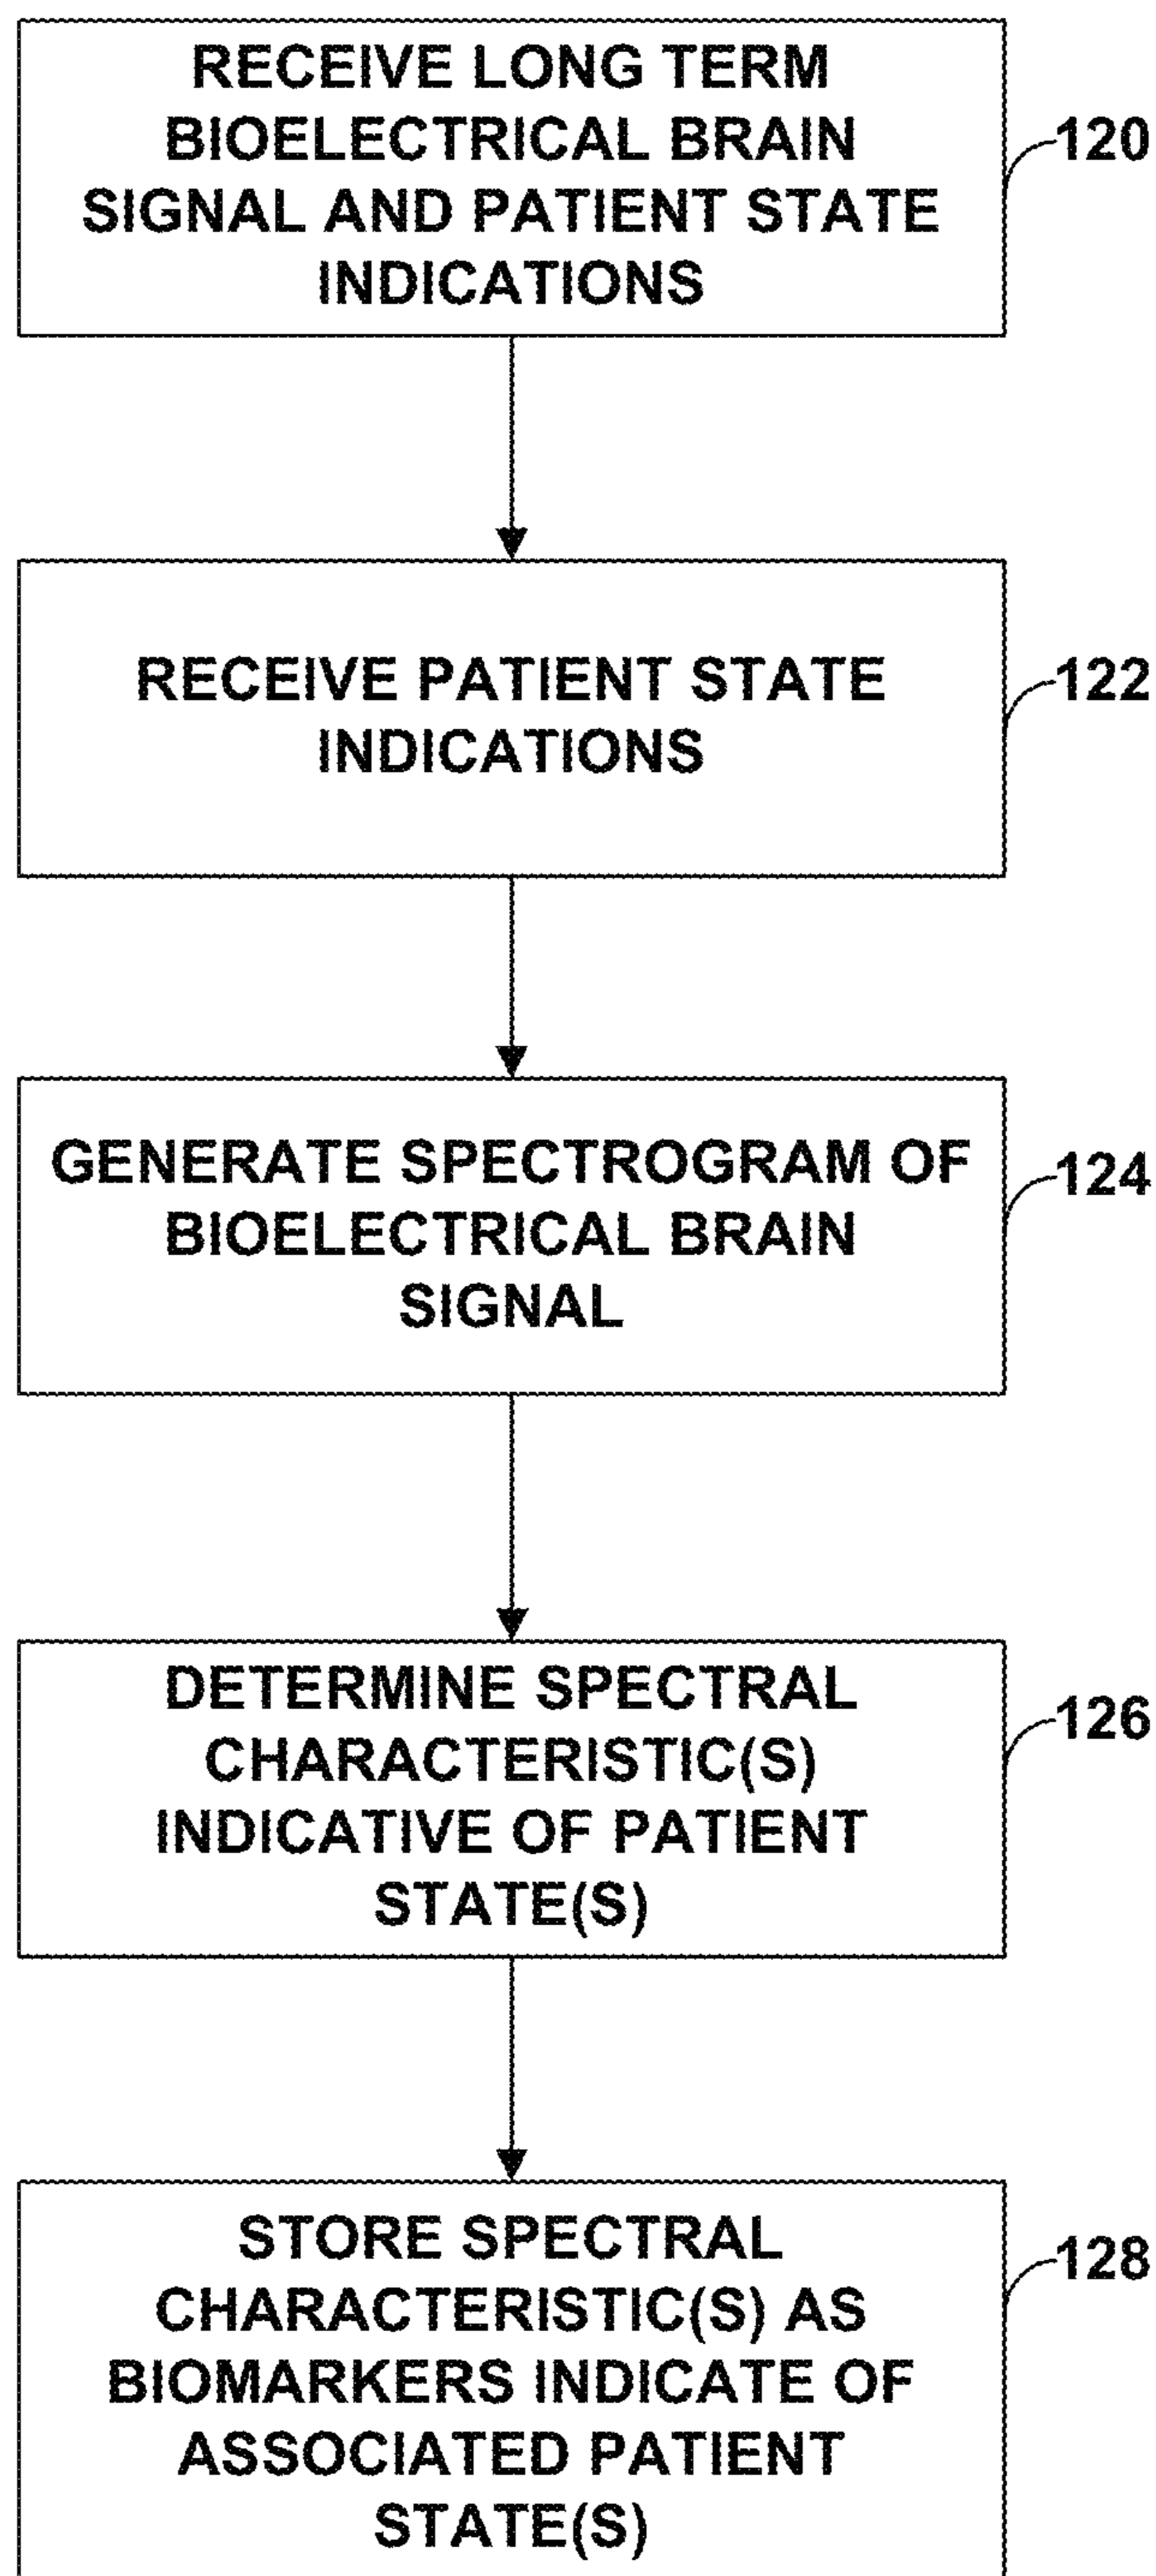 RECEIVE LONG TERM
BIOELECTRICAL BRAIN
SIGNAL AND PATIENT STATE
INDICATIONS
120
RECEIVE PATIENT STATE
INDICATIONS
122
GENERATE SPECTROGRAM OF
BIOELECTRICAL BRAIN
SIGNAL
124
DETERMINE SPECTRAL
CHARACTERISTIC(S)
INDICATIVE OF PATIENT
STATE(S)
126
STORE SPECTRAL
CHARACTERISTIC(S) AS
BIOMARKERS INDICATE OF
ASSOCIATED PATIENT
STATE(S)
128